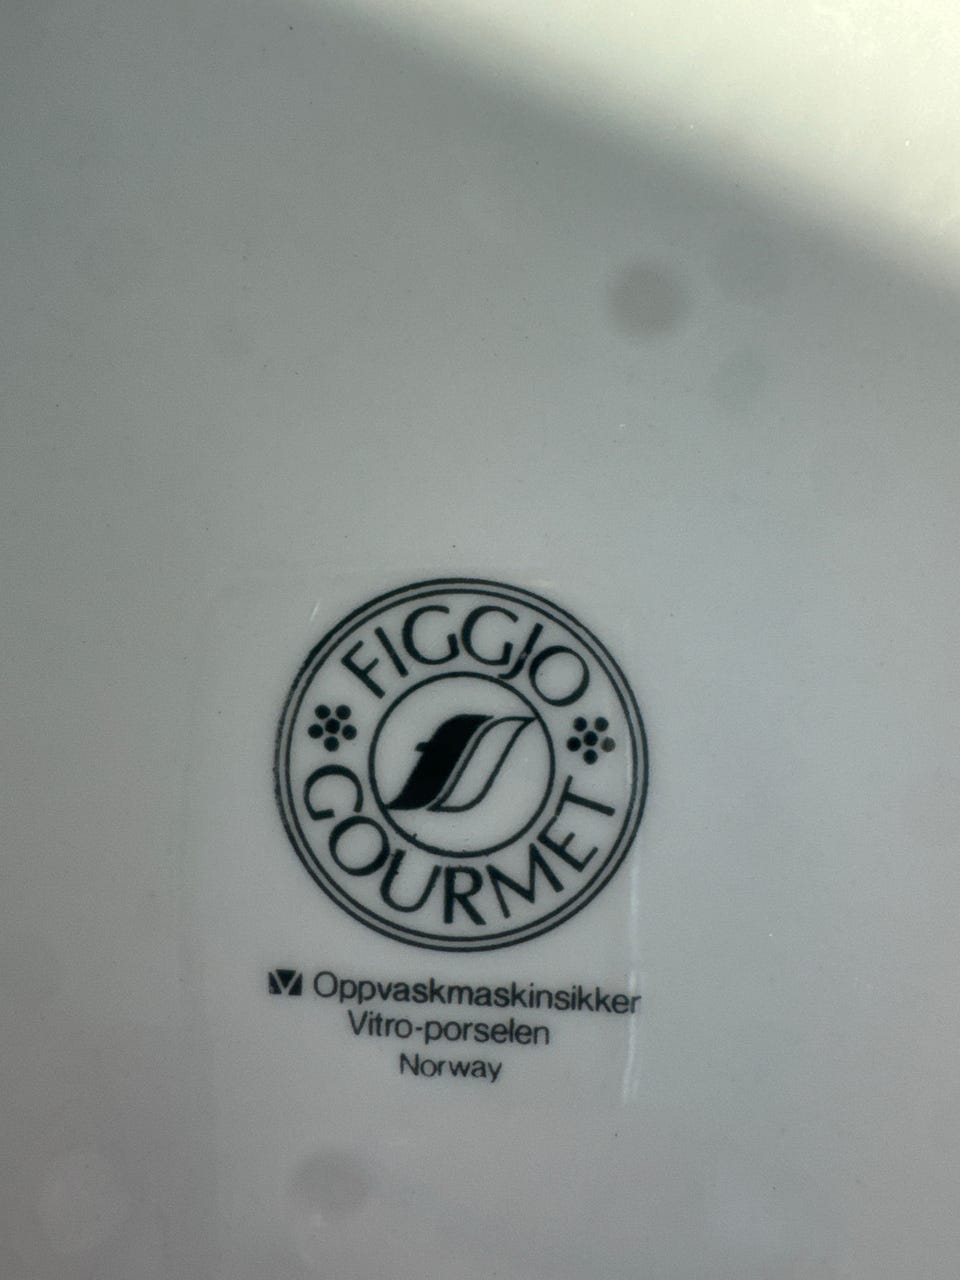 FIGGJO
GOURMET
Oppvaskmaskinsikker
Vitro-porselen
Norway